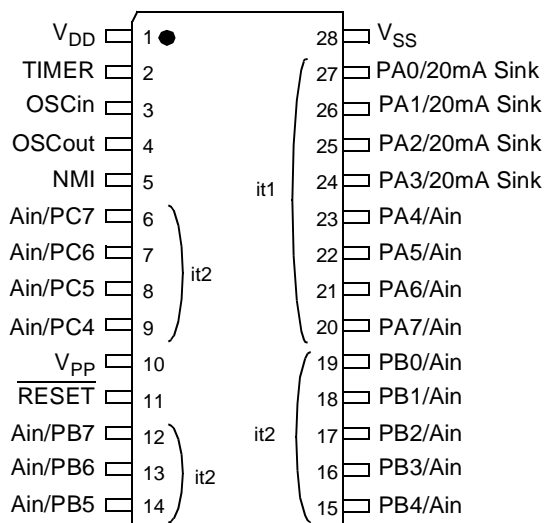 VDD 1 28 VSS
TIMER 2 27 PA0/20mA Sink
OSCin 3 26 PA1/20mA Sink
OSCout 4 25 PA2/20mA Sink
NMI 5 it1 24 PA3/20mA Sink
Ain/PC7 6 23 PA4/Ain
Ain/PC6 7 it2 22 PA5/Ain
Ain/PC5 8 21 PA6/Ain
Ain/PC4 9 20 PA7/Ain
VPP 10 19 PB0/Ain
RESET 11 18 PB1/Ain
Ain/PB7 12 it2 17 PB2/Ain
Ain/PB6 13 it2 16 PB3/Ain
Ain/PB5 14 15 PB4/Ain